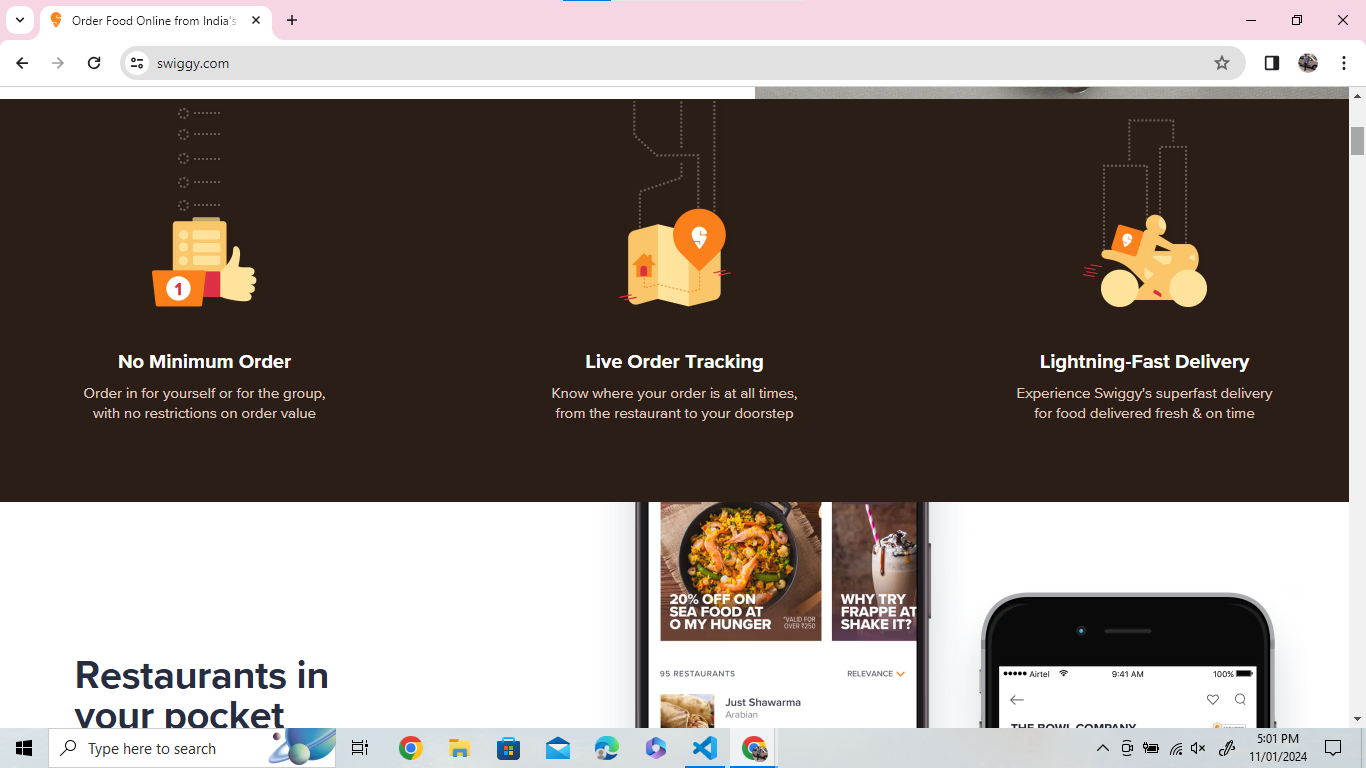 Order Food Online from India's
swiggy.com
1
No Minimum Order
Order in for yourself or for the group,
with no restrictions on order value
Live Order Tracking
Know where your order is at all times,
from the restaurant to your doorstep
Lightning-Fast Delivery
Experience Swiggy's superfast delivery
for food delivered fresh & on time
20% OFF ON
SEA FOOD AT
O MY HUNGER
*VALID FOR
OVER ₹250
WHY TRY
FRAPPE AT
SHAKE IT?
95 RESTAURANTS
RELEVANCE
Just Shawarma
Arabian
Restaurants in
your pocket
Airtel
9:41 AM
100%
THE BOWL COMPANY
Type here to search
5:01 PM
11/01/2024